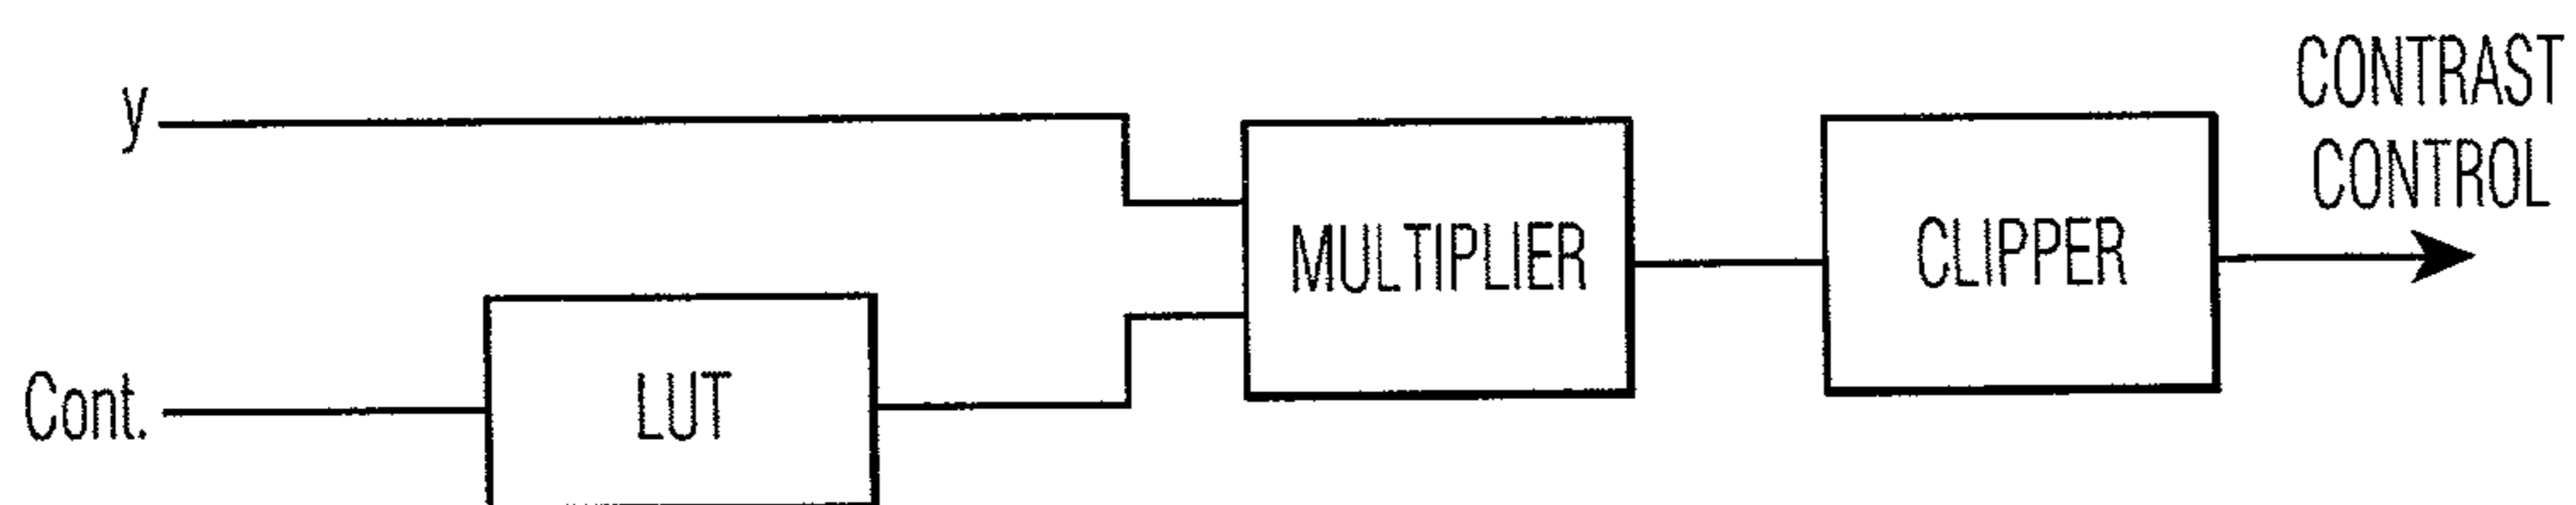 y
Cont.
LUT
MULTIPLIER
CLIPPER
CONTRAST
CONTROL